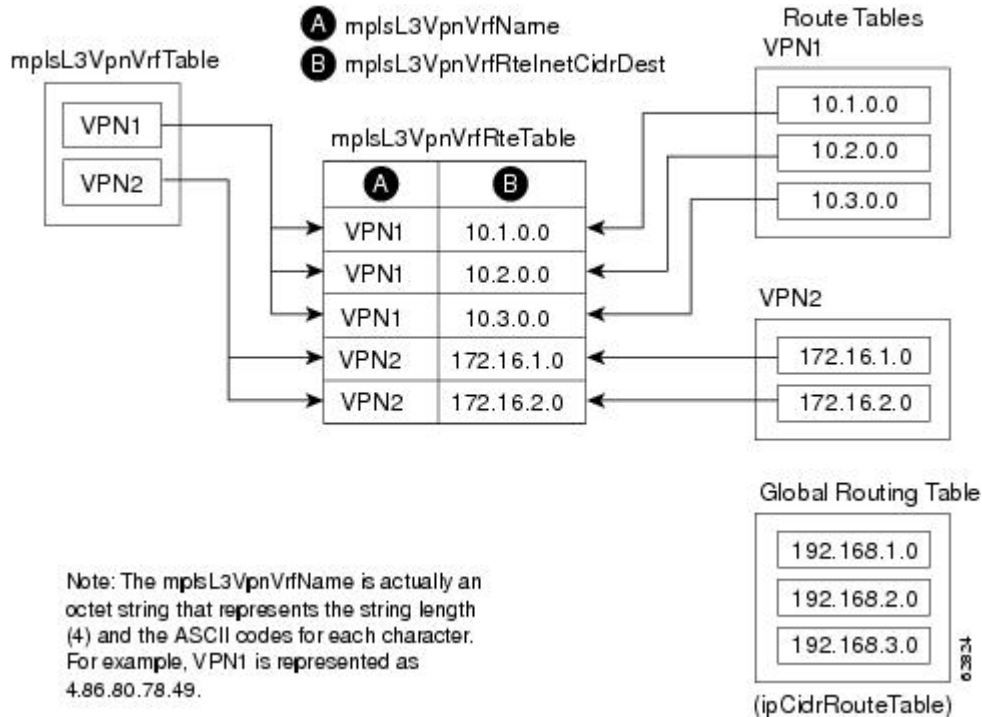 A mplsL3VpnVrfName
B mplsL3VpnVrfRteInetCidrDest
mplsL3VpnVrfTable
VPN1
VPN2
mplsL3VpnVrfRteTable
A B
VPN1 10.1.0.0
VPN1 10.2.0.0
VPN1 10.3.0.0
VPN2 172.16.1.0
VPN2 172.16.2.0
Route Tables
VPN1
10.1.0.0
10.2.0.0
10.3.0.0
VPN2
172.16.1.0
172.16.2.0
Global Routing Table
192.168.1.0
192.168.2.0
192.168.3.0
(ipCidrRouteTable)
62824
Note: The mplsL3VpnVrfName is actually an
octet string that represents the string length
(4) and the ASCII codes for each character.
For example, VPN1 is represented as
4.86.80.78.49.